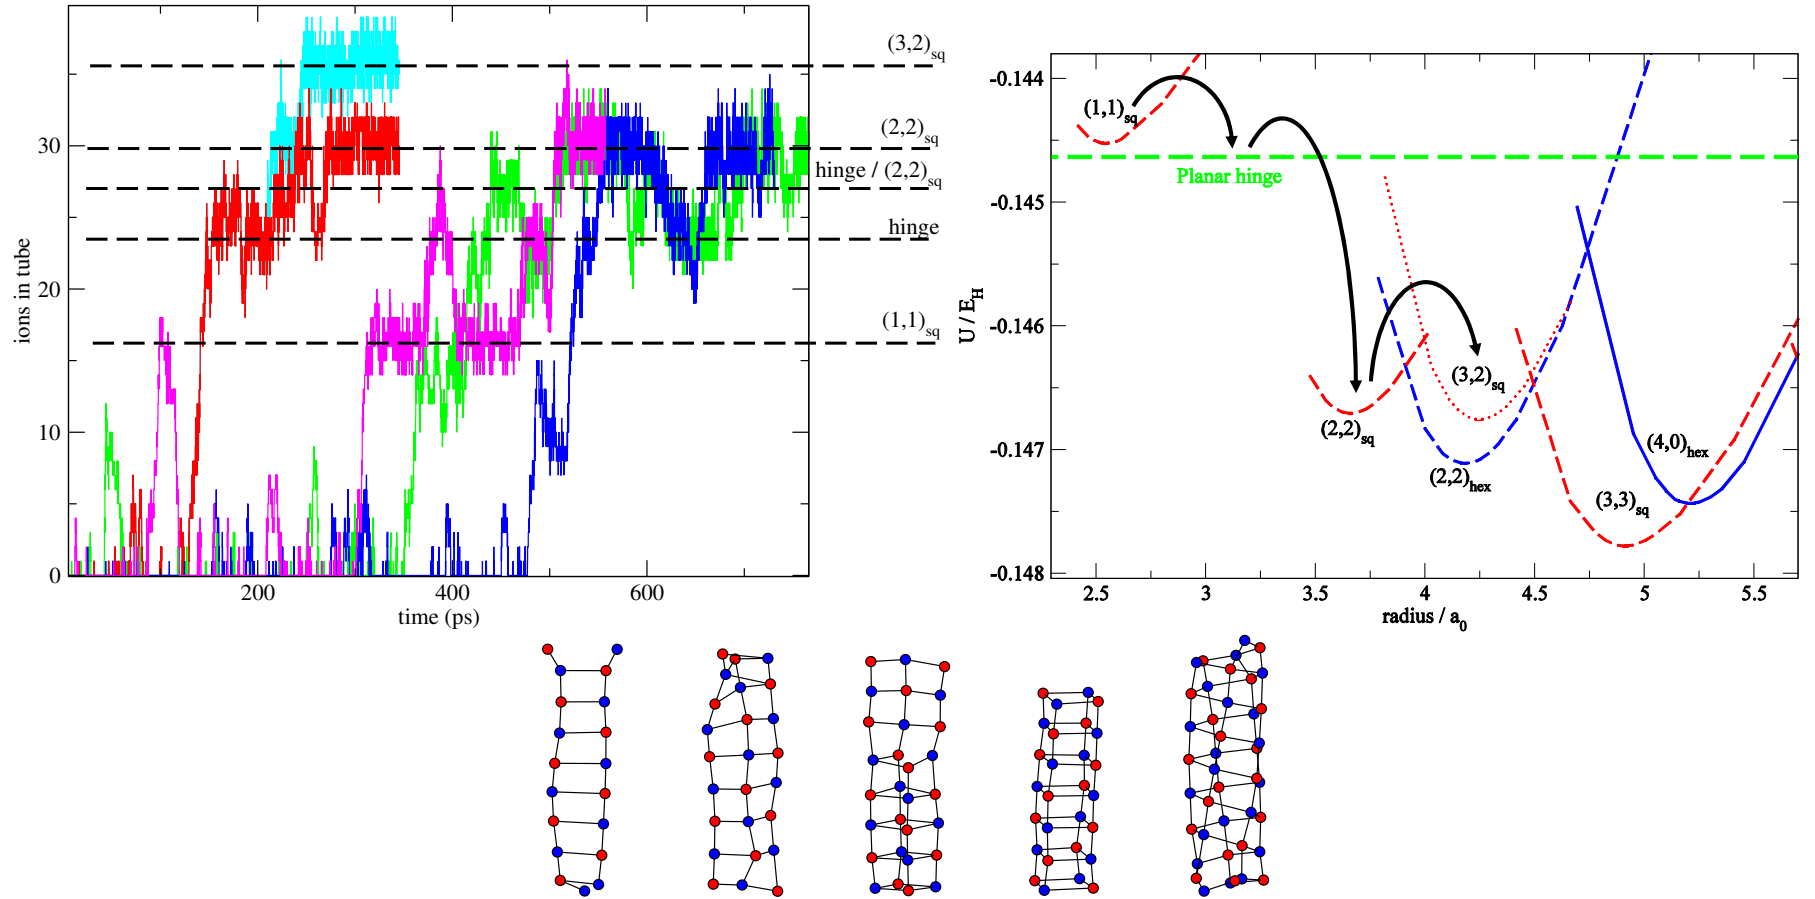 ions in tube
30
20
10
0
200
400
600
time (ps)
(3,2)sq
(2,2)sq
hinge / (2,2)sq
hinge
(1,1)sq
U / EH
-0.144
-0.145
-0.146
-0.147
-0.148
2.5
3
3.5
4
4.5
5
5.5
radius / a0
(1,1)sq
Planar hinge
(2,2)sq
(3,2)sq
(2,2)hex
(3,3)sq
(4,0)hex